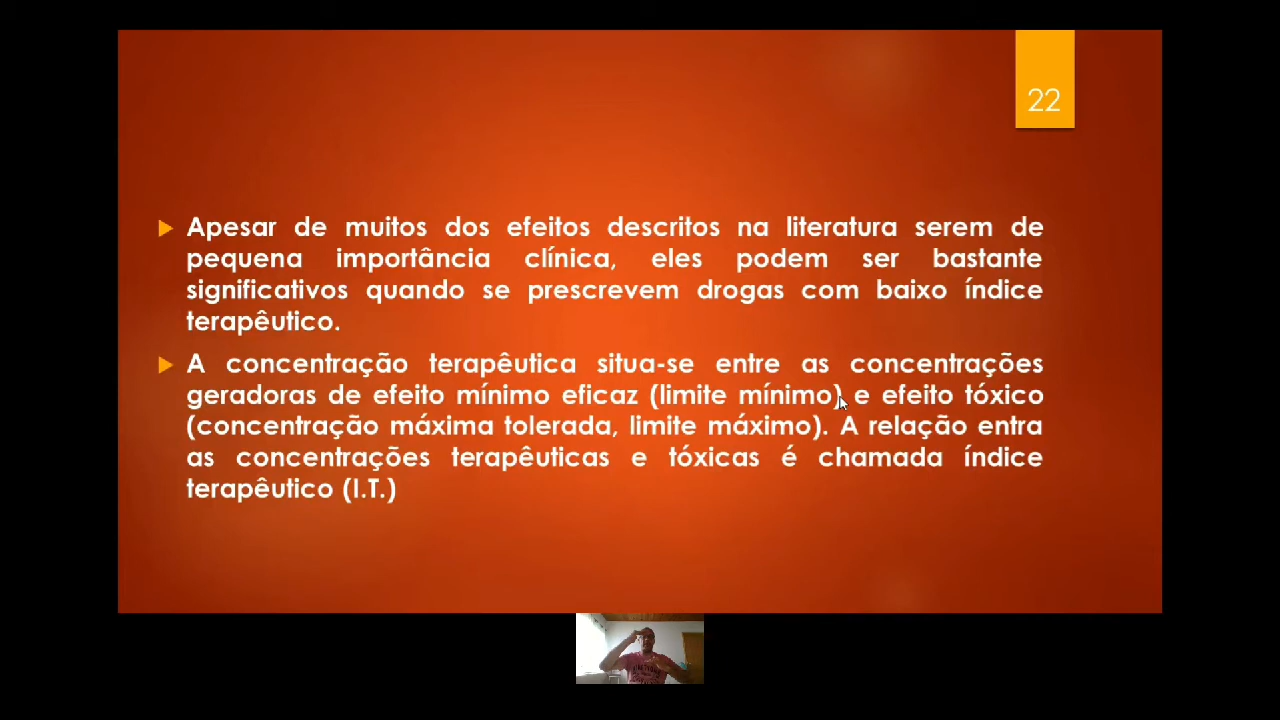 22
Apesar de muitos dos efeitos descritos na literatura serem de
pequena importância clínica, eles podem ser bastante
significativos quando se prescrevem drogas com baixo índice
terapêutico.
A concentração terapêutica situa-se entre as concentrações
geradoras de efeito mínimo eficaz (limite mínimo) e efeito tóxico
(concentração máxima tolerada, limite máximo). A relação entra
as concentrações terapêuticas e tóxicas é chamada índice
terapêutico (I.T.)